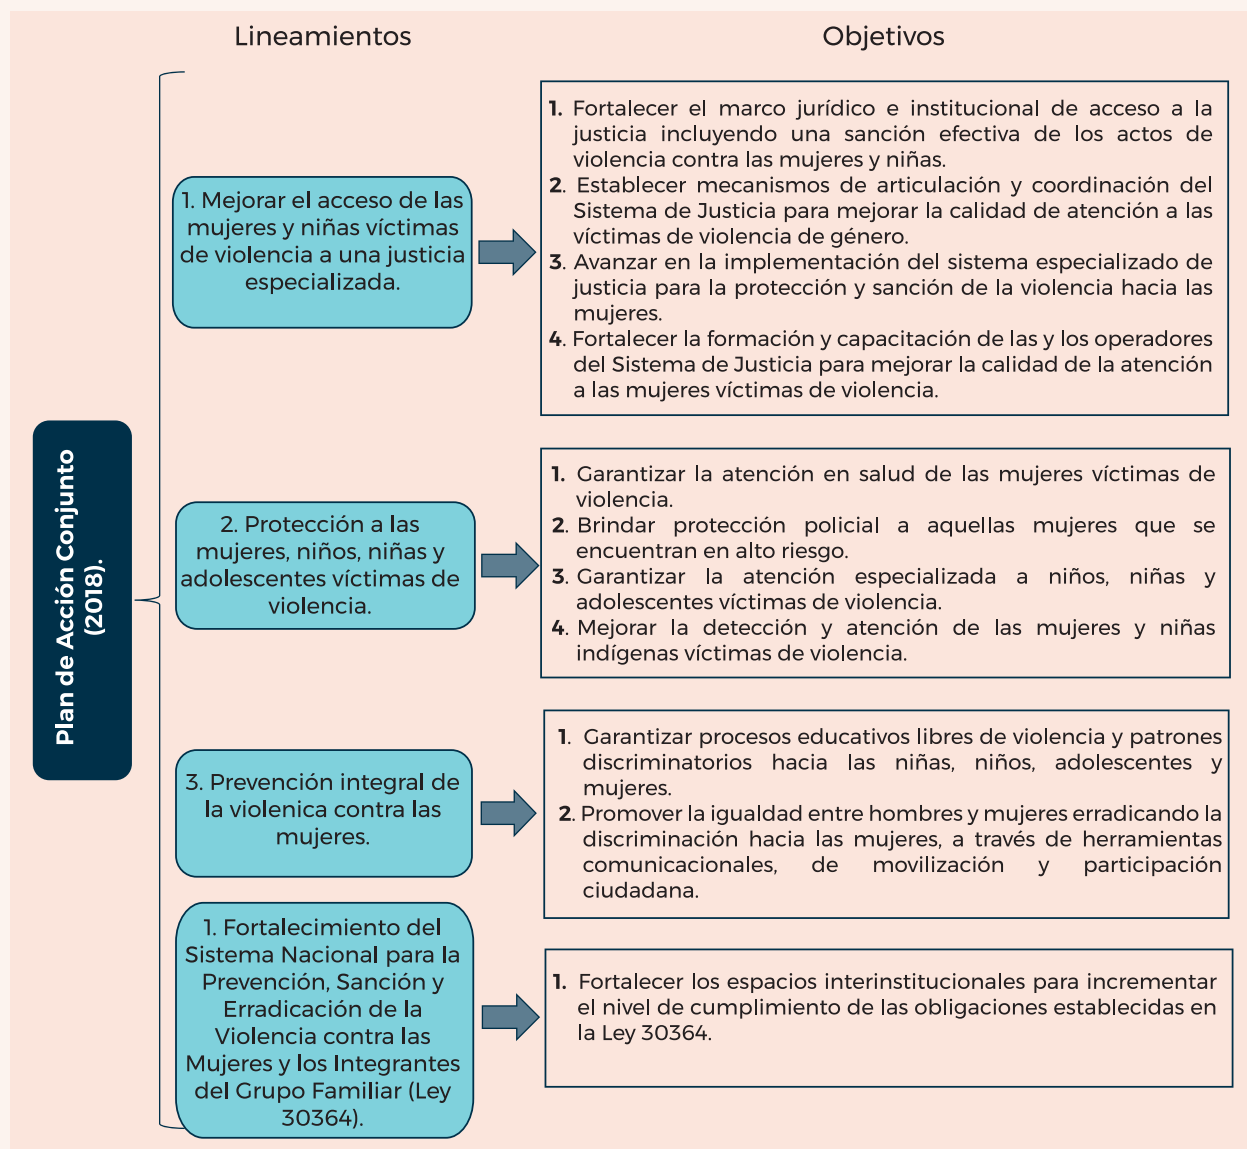 Lineamientos
Objetivos
Plan de Acción Conjunto
(2018).
1. Mejorar el acceso de las
mujeres y niñas víctimas
de violencia a una justicia
especializada.
1. Fortalecer el marco jurídico e institucional de acceso a la
justicia incluyendo una sanción efectiva de los actos de
violencia contra las mujeres y niñas.
2. Establecer mecanismos de articulación y coordinación del
Sistema de Justicia para mejorar la calidad de atención a las
víctimas de violencia de género.
3. Avanzar en la implementación del sistema especializado de
justicia para la protección y sanción de la violencia hacia las
mujeres.
4. Fortalecer la formación y capacitación de las y los operadores
del Sistema de Justicia para mejorar la calidad de la atención
a las mujeres víctimas de violencia.
2. Protección a las
mujeres, niños, niñas y
adolescentes víctimas de
violencia.
1. Garantizar la atención en salud de las mujeres víctimas de
violencia.
2. Brindar protección policial a aquellas mujeres que se
encuentran en alto riesgo.
3. Garantizar la atención especializada a niños, niñas y
adolescentes víctimas de violencia.
4. Mejorar la detección y atención de las mujeres y niñas
indígenas víctimas de violencia.
3. Prevención integral de
la violenica contra las
mujeres.
1. Garantizar procesos educativos libres de violencia y patrones
discriminatorios hacia las niñas, niños, adolescentes y
mujeres.
2. Promover la igualdad entre hombres y mujeres erradicando la
discriminación hacia las mujeres, a través de herramientas
comunicacionales, de movilización y participación
ciudadana.
1. Fortalecimiento del
Sistema Nacional para la
Prevención, Sanción y
Erradicación de la
Violencia contra las
Mujeres y los Integrantes
del Grupo Familiar (Ley
30364).
1. Fortalecer los espacios interinstitucionales para incrementar
el nivel de cumplimiento de las obligaciones establecidas en
la Ley 30364.